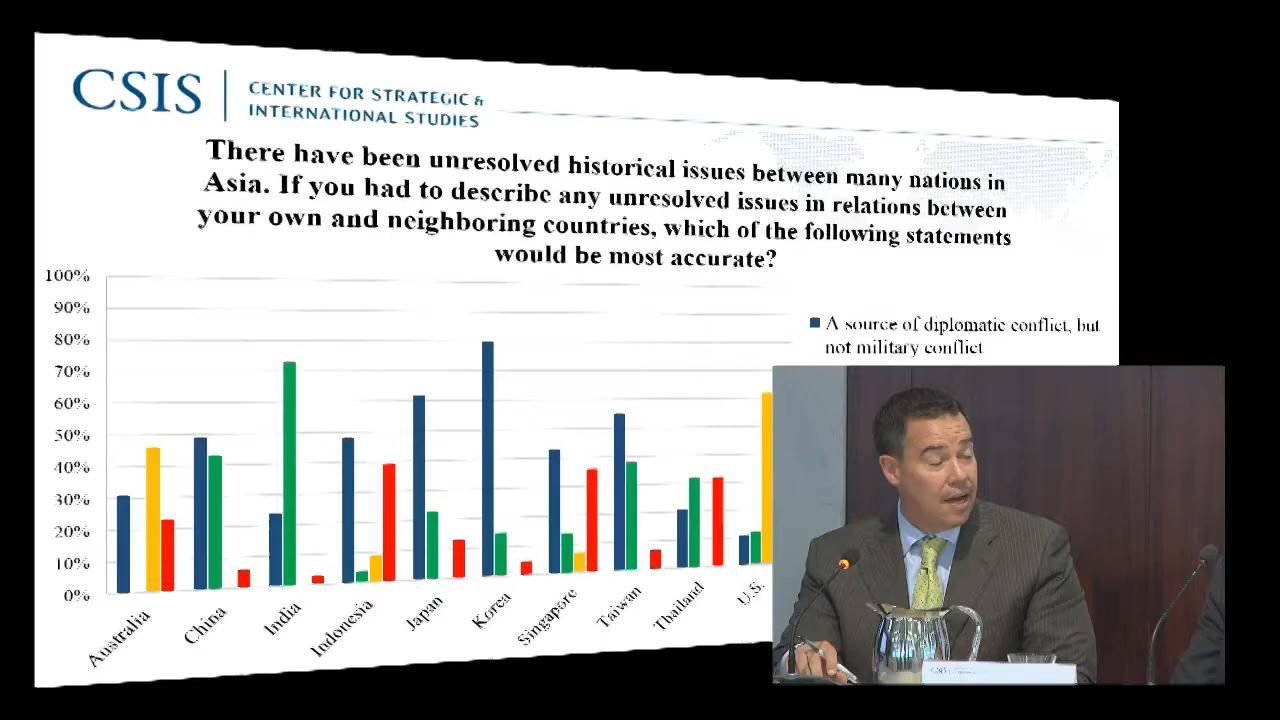 CSIS
CENTER FOR STRATEGIC &
INTERNATIONAL STUDIES
There have been unresolved historical issues between many nations in
Asia. If you had to describe any unresolved issues in relations between
your own and neighboring countries, which of the following statements
would be most accurate?
100%
90%
80%
70%
60%
50%
40%
30%
20%
10%
0%
A source of diplomatic conflict, but
not military conflict
Australia
China
India
Indonesia
Japan
Korea
Singapore
Taiwan
Thailand
U.S.